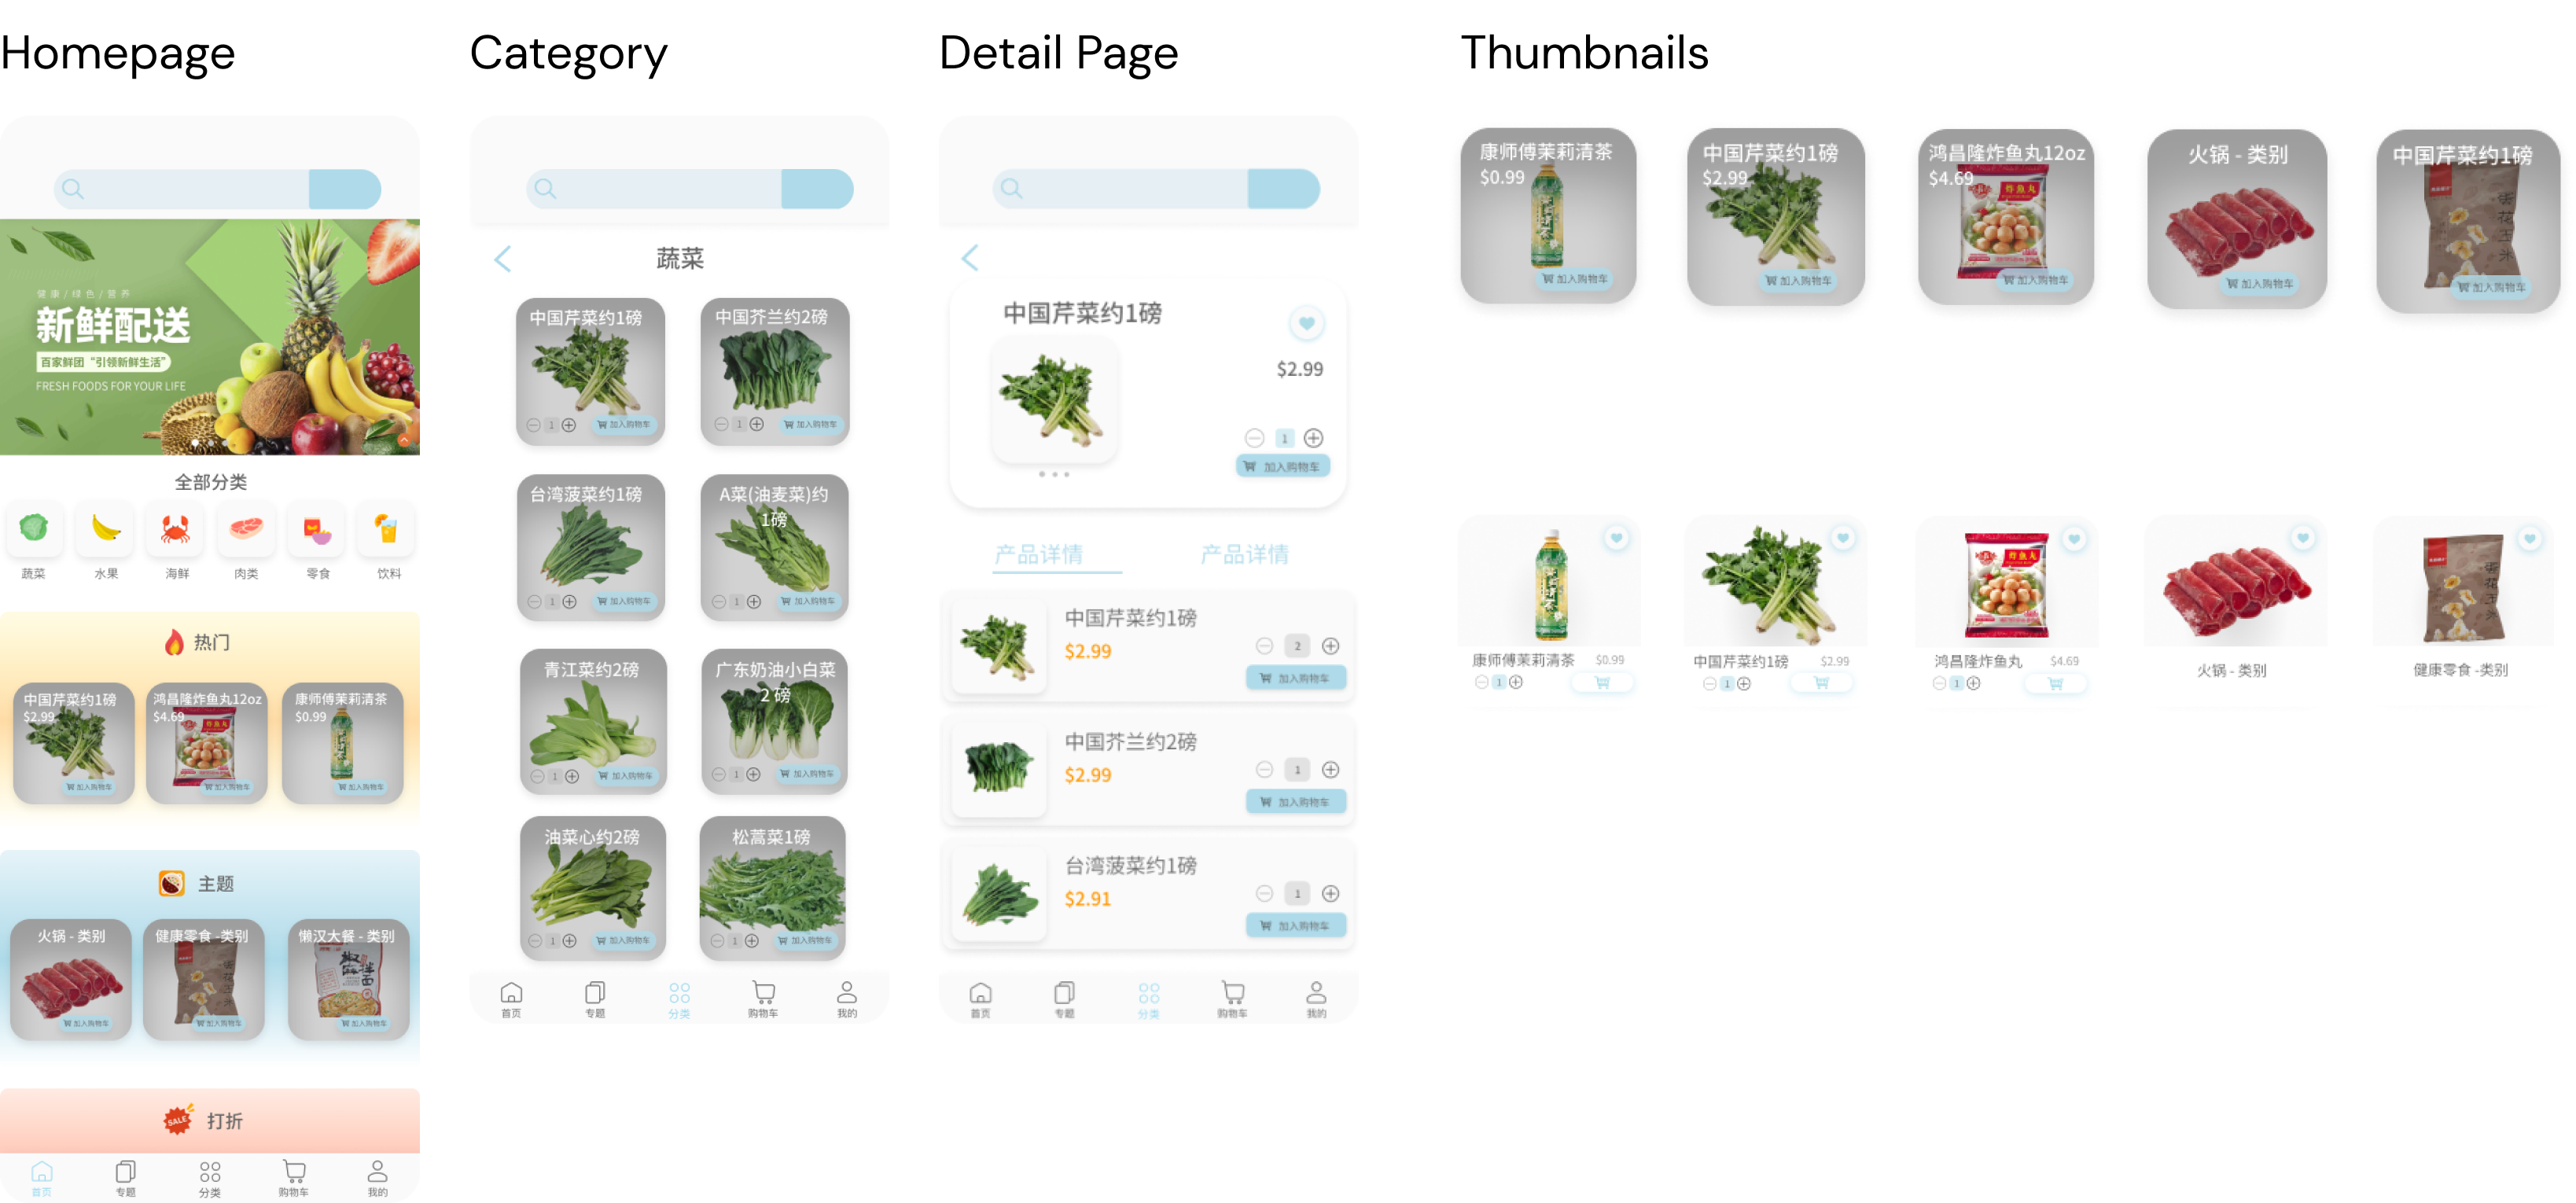 Homepage
健康/绿色/营养
新鲜配送
百家鲜团“引领新鲜生活”
FRESH FOODS FOR YOUR LIFE
全部分类
蔬菜 水果 海鲜 肉类 零食 饮料
热门
中国芹菜约1磅
$2.99
加入购物车
鸿昌隆炸鱼丸12oz
$4.69
炸鱼丸
加入购物车
康师傅茉莉清茶
$0.99
加入购物车
主题
火锅 - 类别
加入购物车
健康零食 -类别
加入购物车
懒汉大餐 - 类别
椒麻拌面
加入购物车
SALE
打折
首页 专题 分类 购物车 我的
Category
蔬菜
中国芹菜约1磅
1
加入购物车
中国芥兰约2磅
1
加入购物车
台湾菠菜约1磅
1
加入购物车
A菜(油麦菜)约
1磅
1
加入购物车
青江菜约2磅
1
加入购物车
广东奶油小白菜
2 磅
1
加入购物车
油菜心约2磅
1
加入购物车
松蒿菜1磅
1
加入购物车
首页 专题 分类 购物车 我的
Detail Page
中国芹菜约1磅
$2.99
1
加入购物车
产品详情 产品详情
中国芹菜约1磅
$2.99
2
加入购物车
中国芥兰约2磅
$2.99
1
加入购物车
台湾菠菜约1磅
$2.91
1
加入购物车
首页 专题 分类 购物车 我的
Thumbnails
康师傅茉莉清茶
$0.99
加入购物车
中国芹菜约1磅
$2.99
加入购物车
鸿昌隆炸鱼丸12oz
$4.69
炸鱼丸
加入购物车
火锅 - 类别
加入购物车
中国芹菜约1磅
蛋花玉米
加入购物车
康师傅茉莉清茶 $0.99
1
中国芹菜约1磅 $2.99
1
炸鱼丸
鸿昌隆炸鱼丸 $4.69
1
火锅 - 类别
蛋花玉米
健康零食 -类别